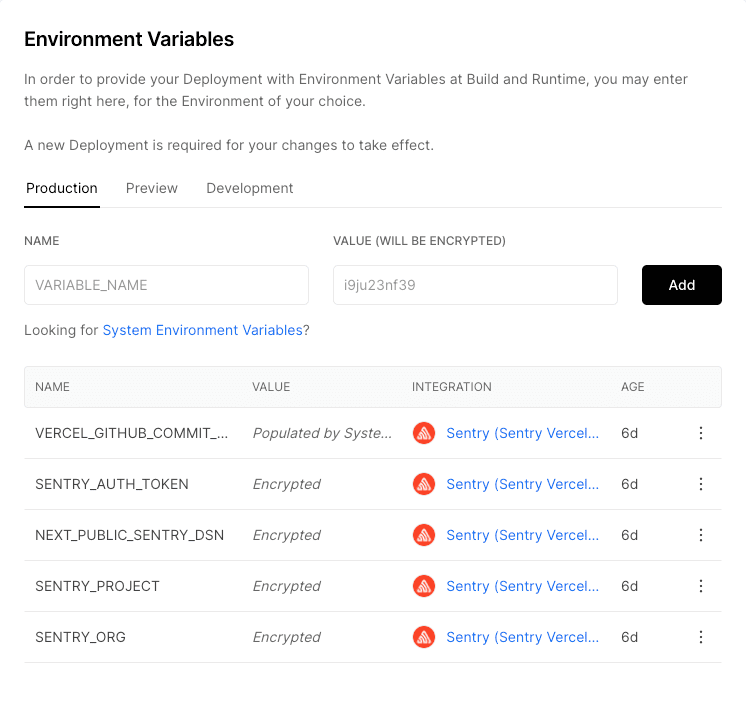 Environment Variables
In order to provide your Deployment with Environment Variables at Build and Runtime, you may enter
them right here, for the Environment of your choice.
A new Deployment is required for your changes to take effect.
Production Preview Development
NAME VALUE (WILL BE ENCRYPTED)
VARIABLE_NAME i9ju23nf39 Add
Looking for System Environment Variables?
NAME VALUE INTEGRATION AGE
VERCEL_GITHUB_COMMIT_... Populated by Syste... Sentry (Sentry Vercel... 6d
SENTRY_AUTH_TOKEN Encrypted Sentry (Sentry Vercel... 6d
NEXT_PUBLIC_SENTRY_DSN Encrypted Sentry (Sentry Vercel... 6d
SENTRY_PROJECT Encrypted Sentry (Sentry Vercel... 6d
SENTRY_ORG Encrypted Sentry (Sentry Vercel... 6d